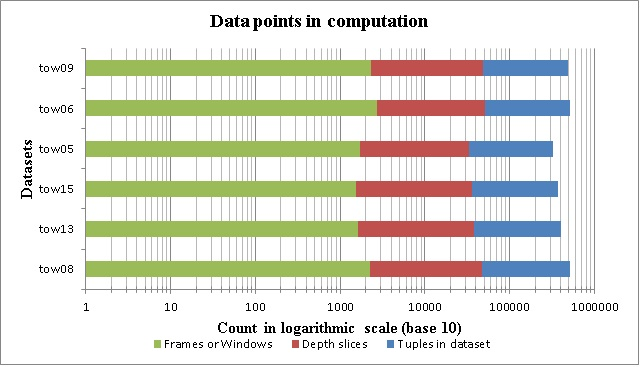 Data points in computation
tow09
tow06
tow05
tow15
tow13
tow08
Datasets
1 10 100 1000 10000 100000 1000000
Count in logarithmic scale (base 10)
Frames or Windows Depth slices Tuples in dataset